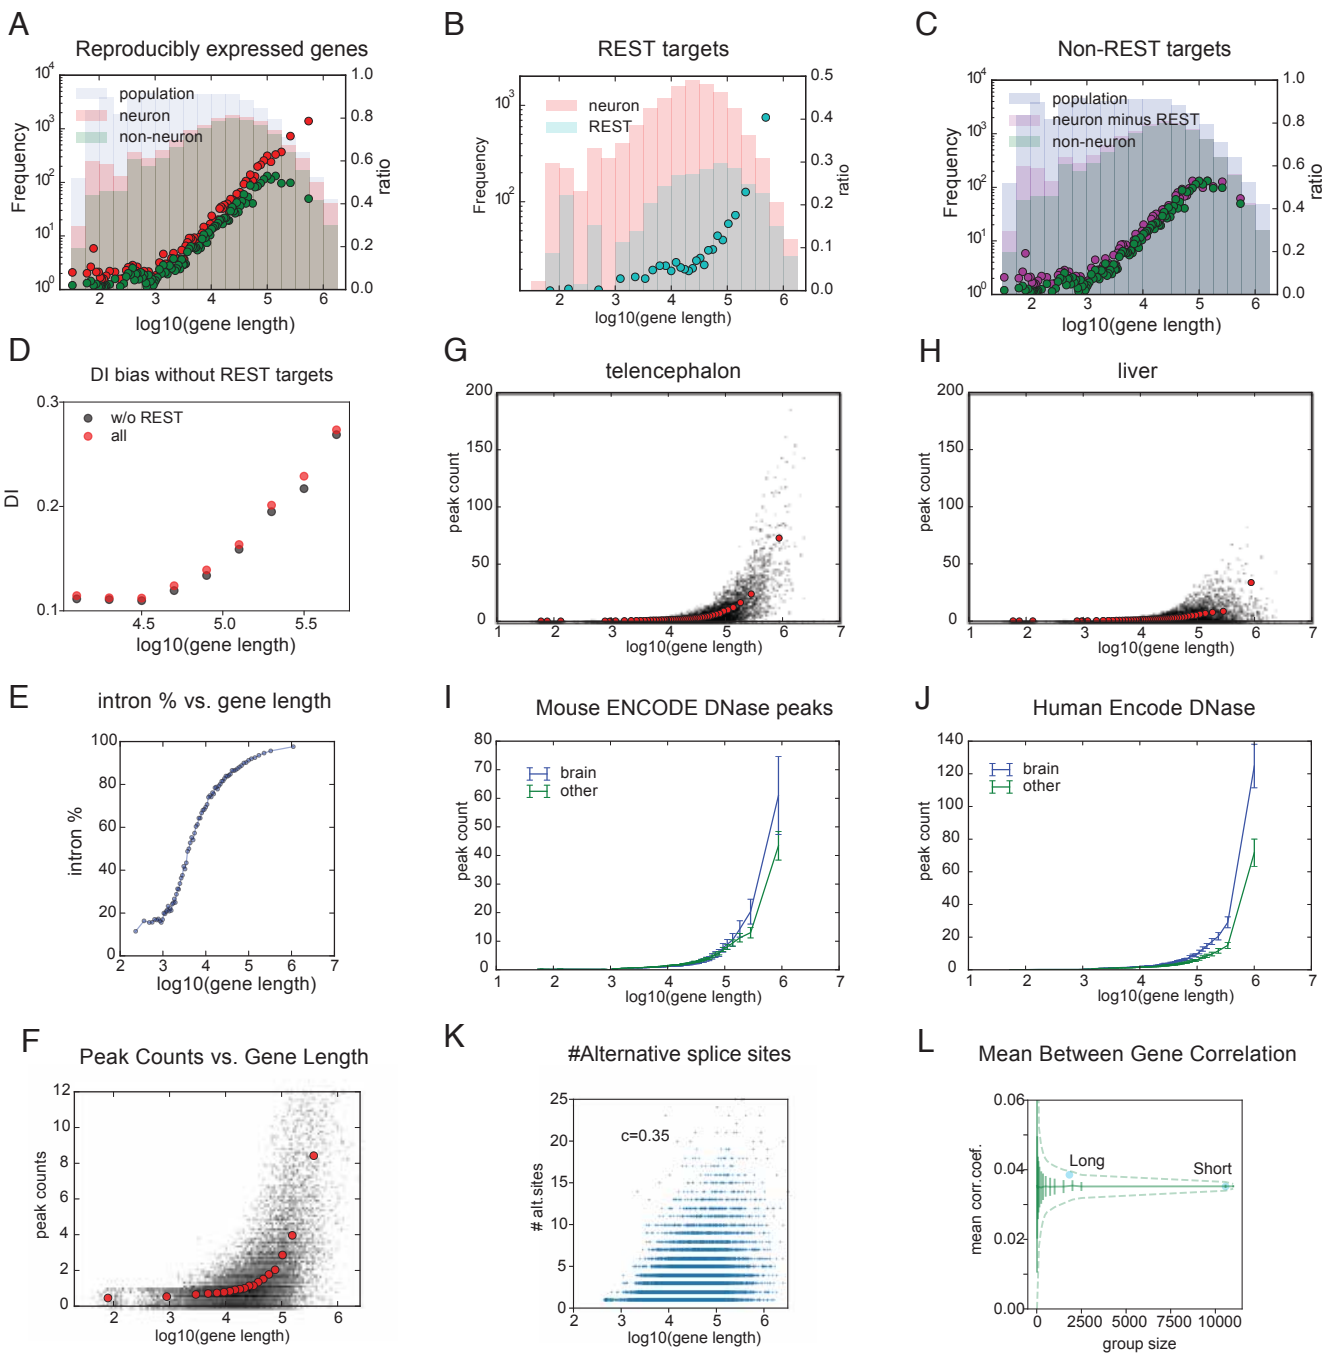 A
Reproducibly expressed genes
10^4
10^3
10^2
10^1
10^0
Frequency
population
neuron
non-neuron
1.0
0.8
0.6
0.4
0.2
0.0
ratio
2 3 4 5 6
log10(gene length)
B
REST targets
10^3
10^2
Frequency
neuron
REST
0.5
0.4
0.3
0.2
0.1
0.0
ratio
2 3 4 5 6
log10(gene length)
C
Non-REST targets
10^4
10^3
10^2
10^1
10^0
Frequency
population
neuron minus REST
non-neuron
1.0
0.8
0.6
0.4
0.2
0.0
ratio
2 3 4 5 6
log10(gene length)
D
DI bias without REST targets
0.3
0.2
0.1
DI
w/o REST
all
4.5 5.0 5.5
log10(gene length)
G
telencephalon
200
150
100
50
0
peak count
1 2 3 4 5 6 7
log10(gene length)
H
liver
200
150
100
50
0
peak count
1 2 3 4 5 6 7
log10(gene length)
E
intron % vs. gene length
100
80
60
40
20
0
intron %
2 3 4 5 6 7
log10(gene length)
I
Mouse ENCODE DNase peaks
80
70
60
50
40
30
20
10
0
peak count
brain
other
1 2 3 4 5 6 7
log10(gene length)
J
Human Encode DNase
140
120
100
80
60
40
20
0
peak count
brain
other
1 2 3 4 5 6 7
log10(gene length)
F
Peak Counts vs. Gene Length
12
10
8
6
4
2
0
peak counts
2 3 4 5 6
log10(gene length)
K
#Alternative splice sites
25
20
15
10
5
0
# alt.sites
c=0.35
2 3 4 5 6
log10(gene length)
L
Mean Between Gene Correlation
0.06
0.04
0.02
0.00
mean corr.coef.
Long
Short
0 2500 5000 7500 10000
group size